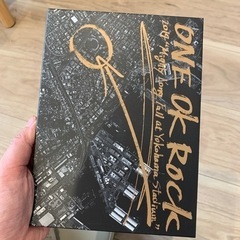 ONE OK ROCK
2014 "Mighty Long Fall at Yokohama Stadium"